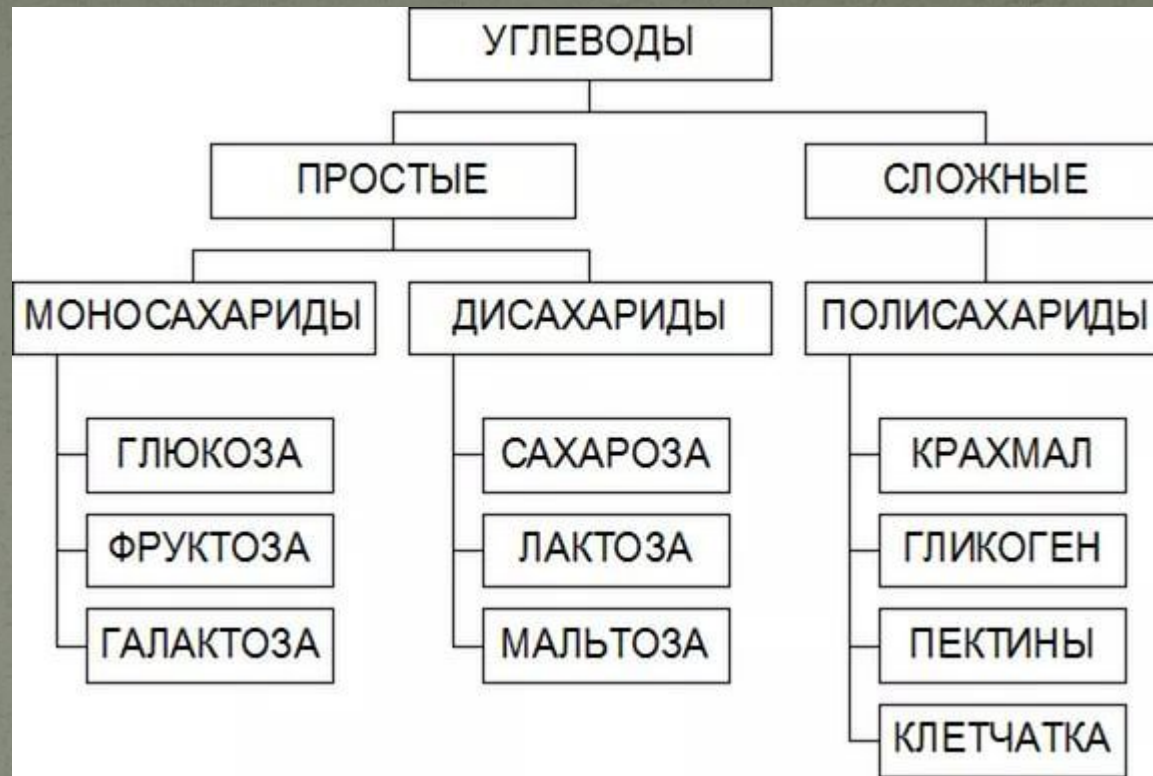 УГЛЕВОДЫ
ПРОСТЫЕ
СЛОЖНЫЕ
МОНОСАХАРИДЫ
ДИСАХАРИДЫ
ПОЛИСАХАРИДЫ
ГЛЮКОЗА
САХАРОЗА
КРАХМАЛ
ФРУКТОЗА
ЛАКТОЗА
ГЛИКОГЕН
ГАЛАКТОЗА
МАЛЬТОЗА
ПЕКТИНЫ
КЛЕТЧАТКА